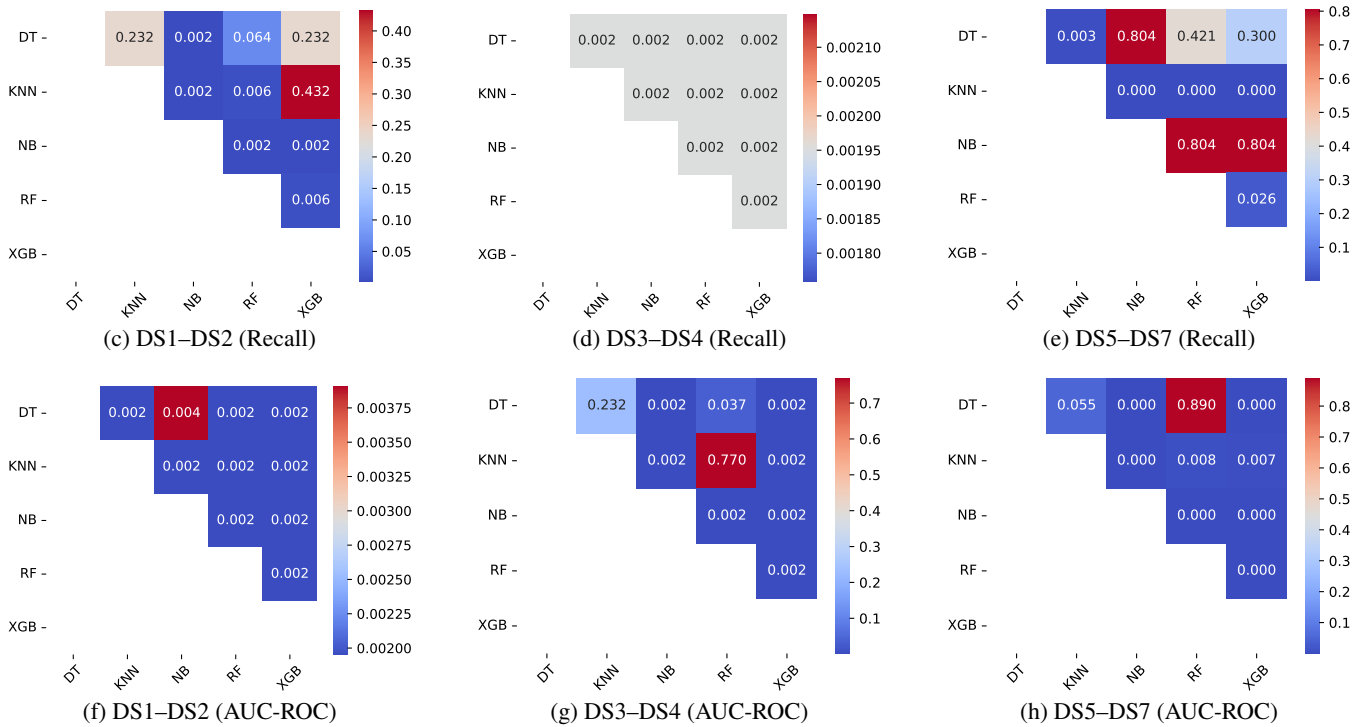 DT
0.232 0.002 0.064 0.232
KNN
0.002 0.006 0.432
NB
0.002 0.002
RF
0.006
XGB
DT KNN NB RF XGB
0.40
0.35
0.30
0.25
0.20
0.15
0.10
0.05
(c) DS1–DS2 (Recall)
DT
0.002 0.002 0.002 0.002
KNN
0.002 0.002 0.002
NB
0.002 0.002
RF
0.002
XGB
DT KNN NB RF XGB
0.00210
0.00205
0.00200
0.00195
0.00190
0.00185
0.00180
(d) DS3–DS4 (Recall)
DT
0.003 0.804 0.421 0.300
KNN
0.000 0.000 0.000
NB
0.804 0.804
RF
0.026
XGB
DT KNN NB RF XGB
0.8
0.7
0.6
0.5
0.4
0.3
0.2
0.1
(e) DS5–DS7 (Recall)
DT
0.002 0.004 0.002 0.002
KNN
0.002 0.002 0.002
NB
0.002 0.002
RF
0.002
XGB
DT KNN NB RF XGB
0.00375
0.00350
0.00325
0.00300
0.00275
0.00250
0.00225
0.00200
(f) DS1–DS2 (AUC-ROC)
DT
0.232 0.002 0.037 0.002
KNN
0.002 0.770 0.002
NB
0.002 0.002
RF
0.002
XGB
DT KNN NB RF XGB
0.7
0.6
0.5
0.4
0.3
0.2
0.1
(g) DS3–DS4 (AUC-ROC)
DT
0.055 0.000 0.890 0.000
KNN
0.000 0.008 0.007
NB
0.000 0.000
RF
0.000
XGB
DT KNN NB RF XGB
0.8
0.7
0.6
0.5
0.4
0.3
0.2
0.1
(h) DS5–DS7 (AUC-ROC)